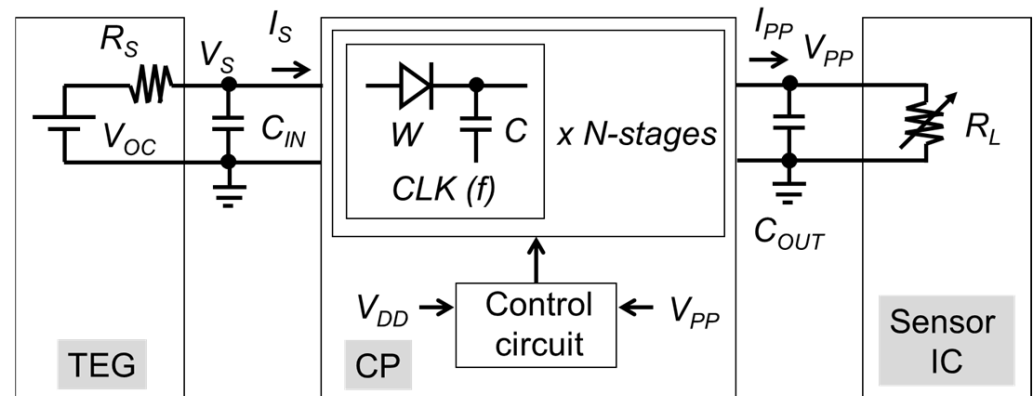 R_S
V_S
I_S
V_OC
C_IN
W
C
CLK (f)
x N-stages
I_PP
V_PP
R_L
C_OUT
V_DD
Control
circuit
V_PP
TEG
CP
Sensor
IC